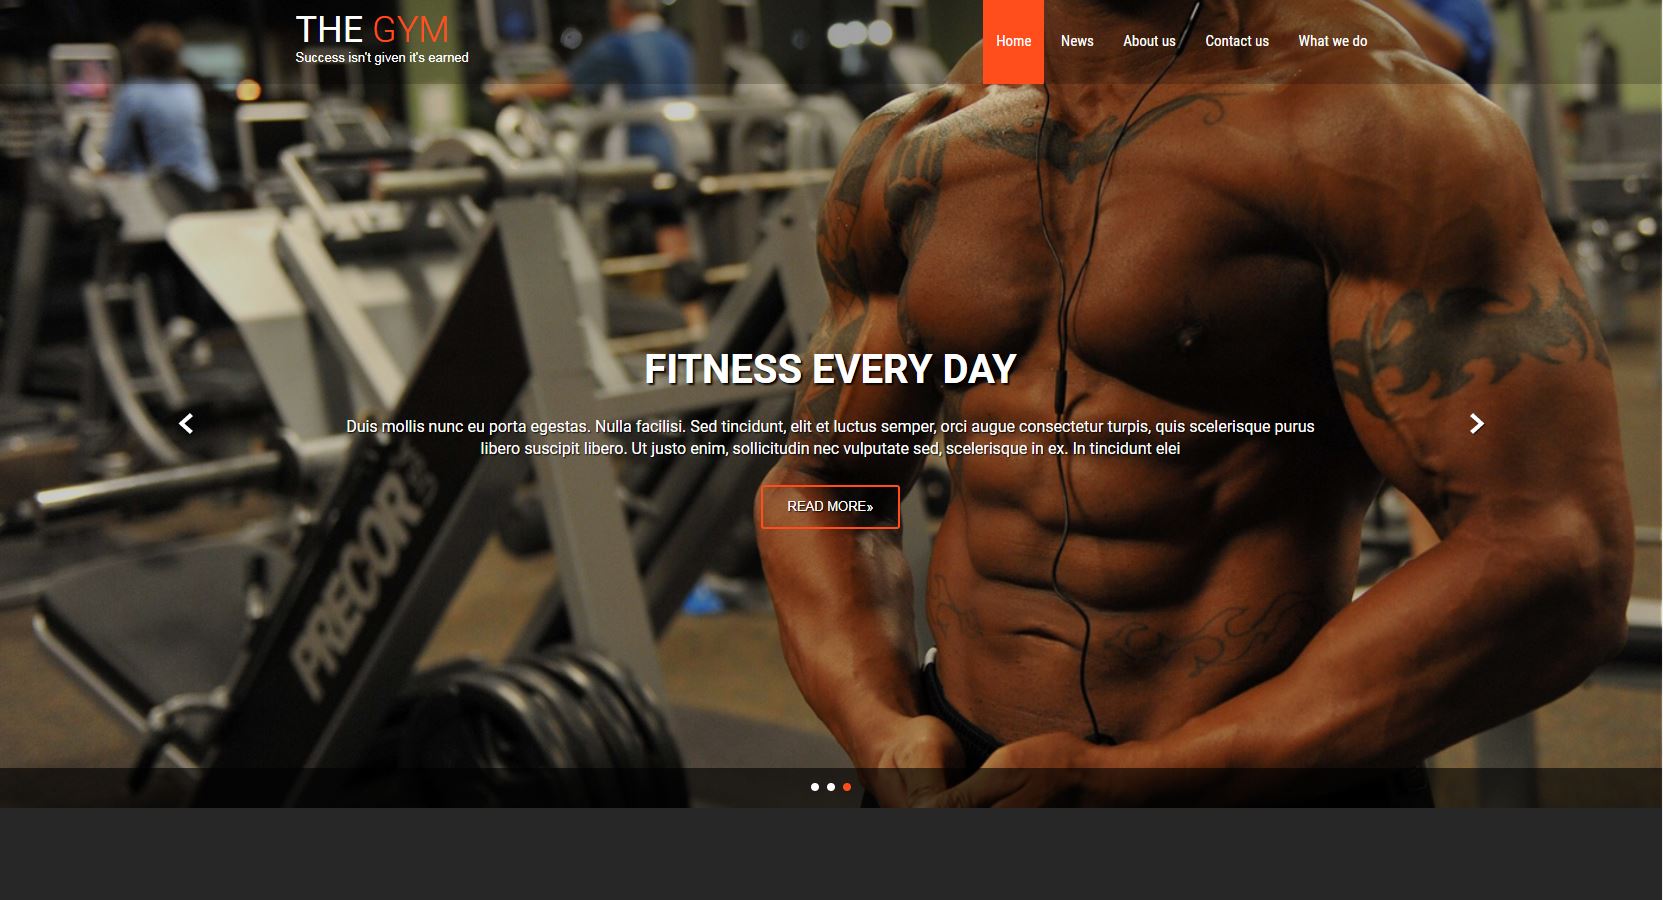 THE GYM
Success isn't given it's earned
Home News About us Contact us What we do
FITNESS EVERY DAY
Duis mollis nunc eu porta egestas. Nulla facilisi. Sed tincidunt, elit et luctus semper, orci augue consectetur turpis, quis scelerisque purus
libero suscipit libero. Ut justo enim, sollicitudin nec vulputate sed, scelerisque in ex. In tincidunt elei
READ MORE»
PRECOR